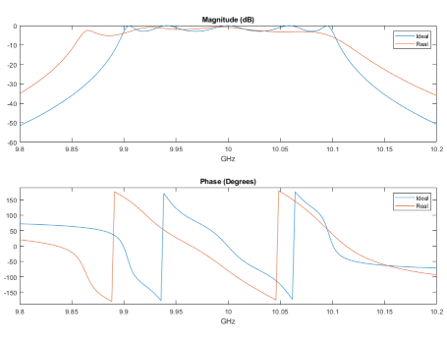 Magnitude (dB)
0
-10
-20
-30
-40
-50
-60
Ideal
Real
9.8 9.85 9.9 9.95 10 10.05 10.1 10.15 10.2
GHz
Phase (Degrees)
150
100
50
0
-50
-100
-150
Ideal
Real
9.8 9.85 9.9 9.95 10 10.05 10.1 10.15 10.2
GHz